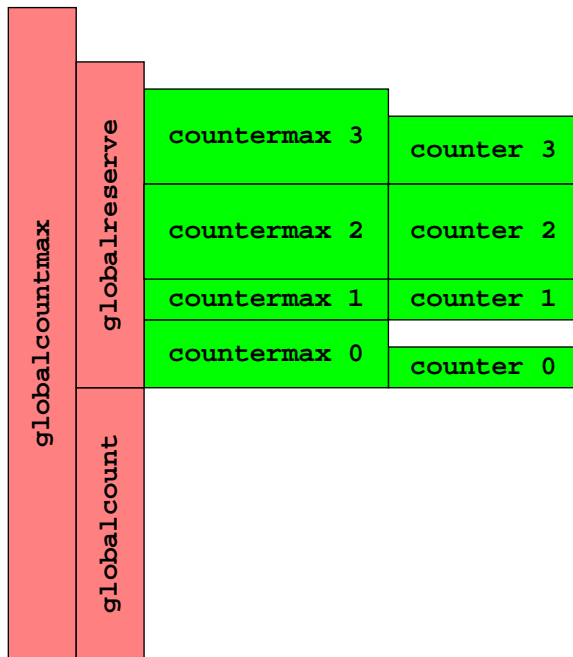 globalcountmax
globalreserve
globalcount
countermax 3
counter 3
countermax 2
counter 2
countermax 1
counter 1
countermax 0
counter 0